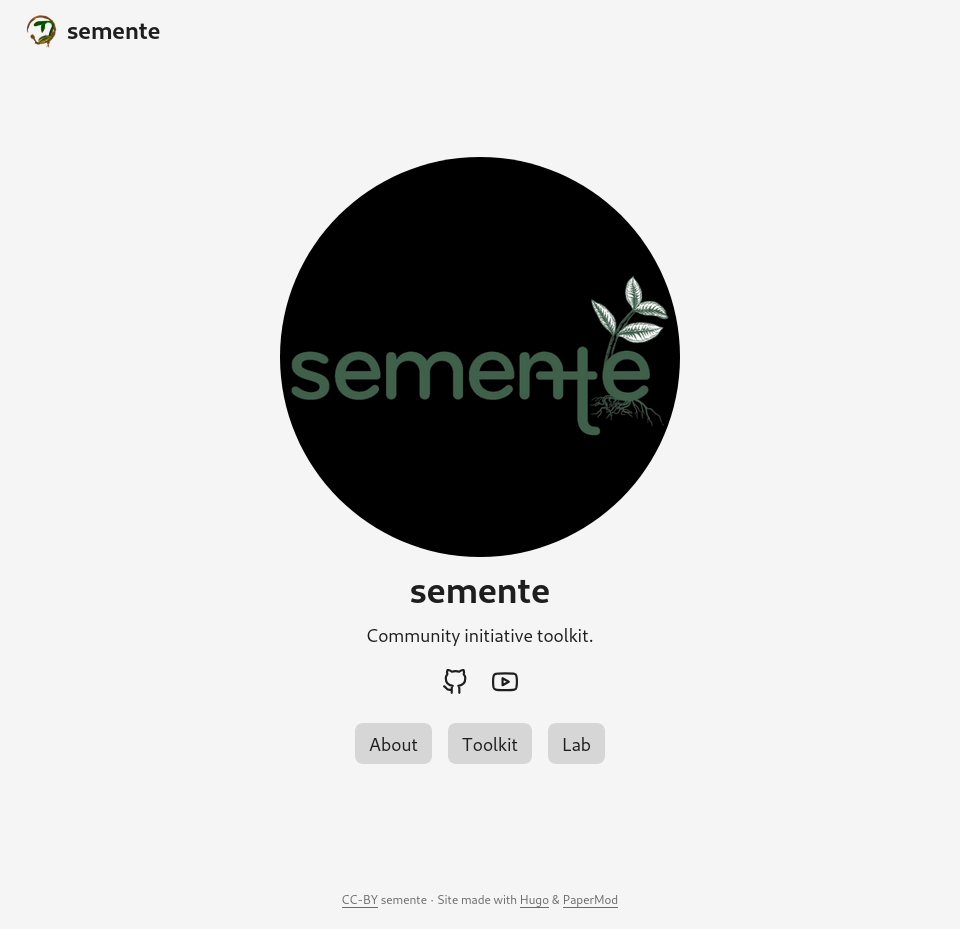 semente
semente
semente
Community initiative toolkit.
About Toolkit Lab
CC-BY semente · Site made with Hugo & PaperMod